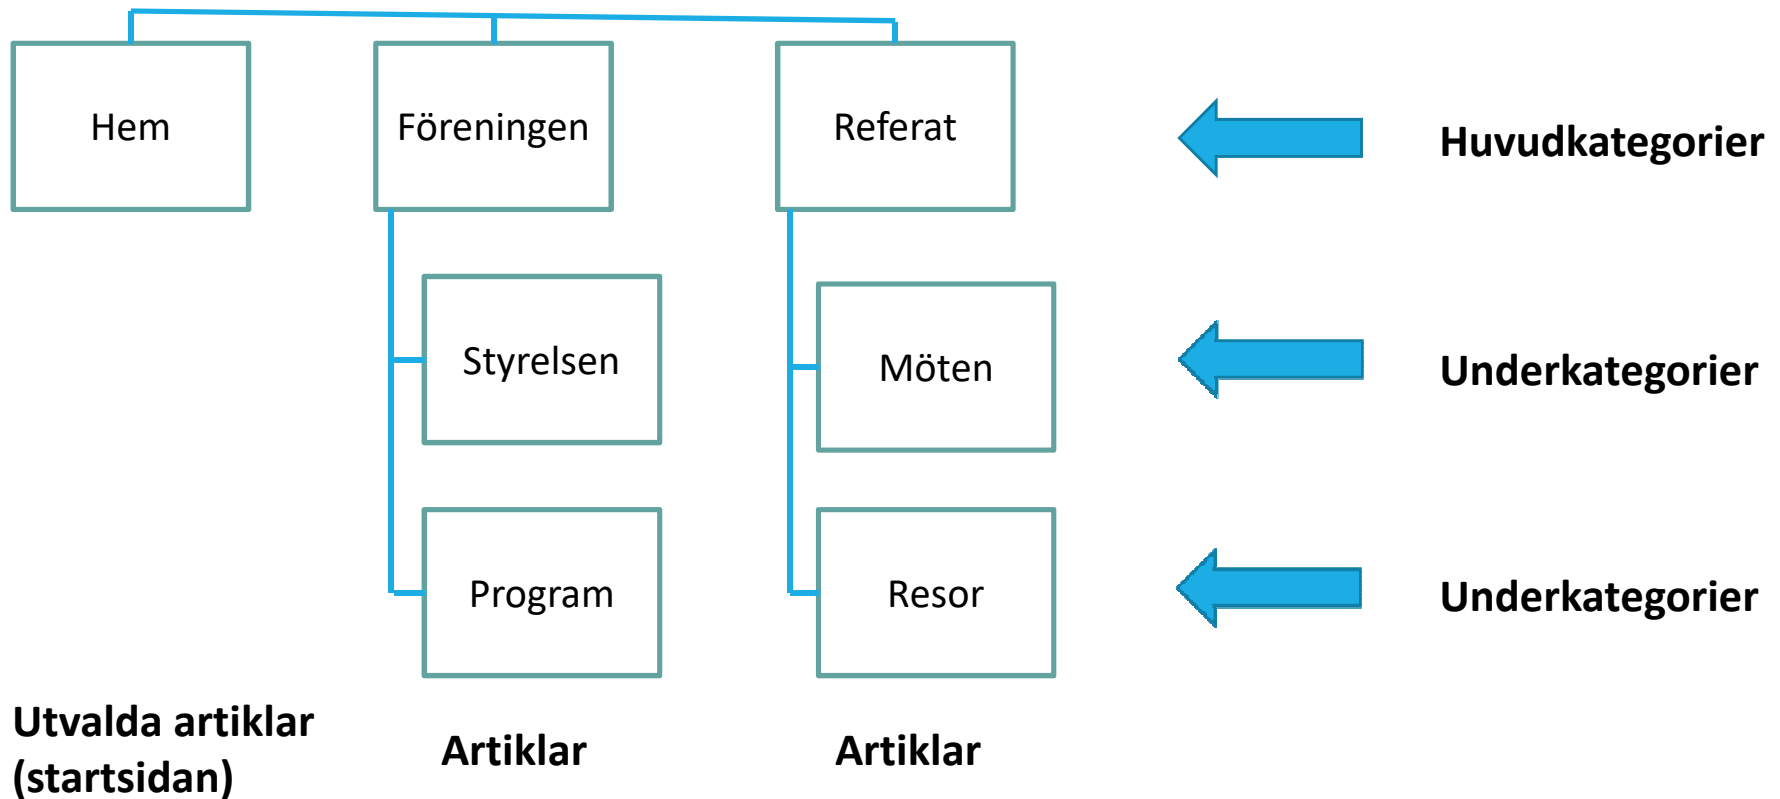 Hem
Föreningen
Referat
Huvudkategorier
Styrelsen
Möten
Underkategorier
Program
Resor
Underkategorier
Utvalda artiklar
(startsidan)
Artiklar
Artiklar